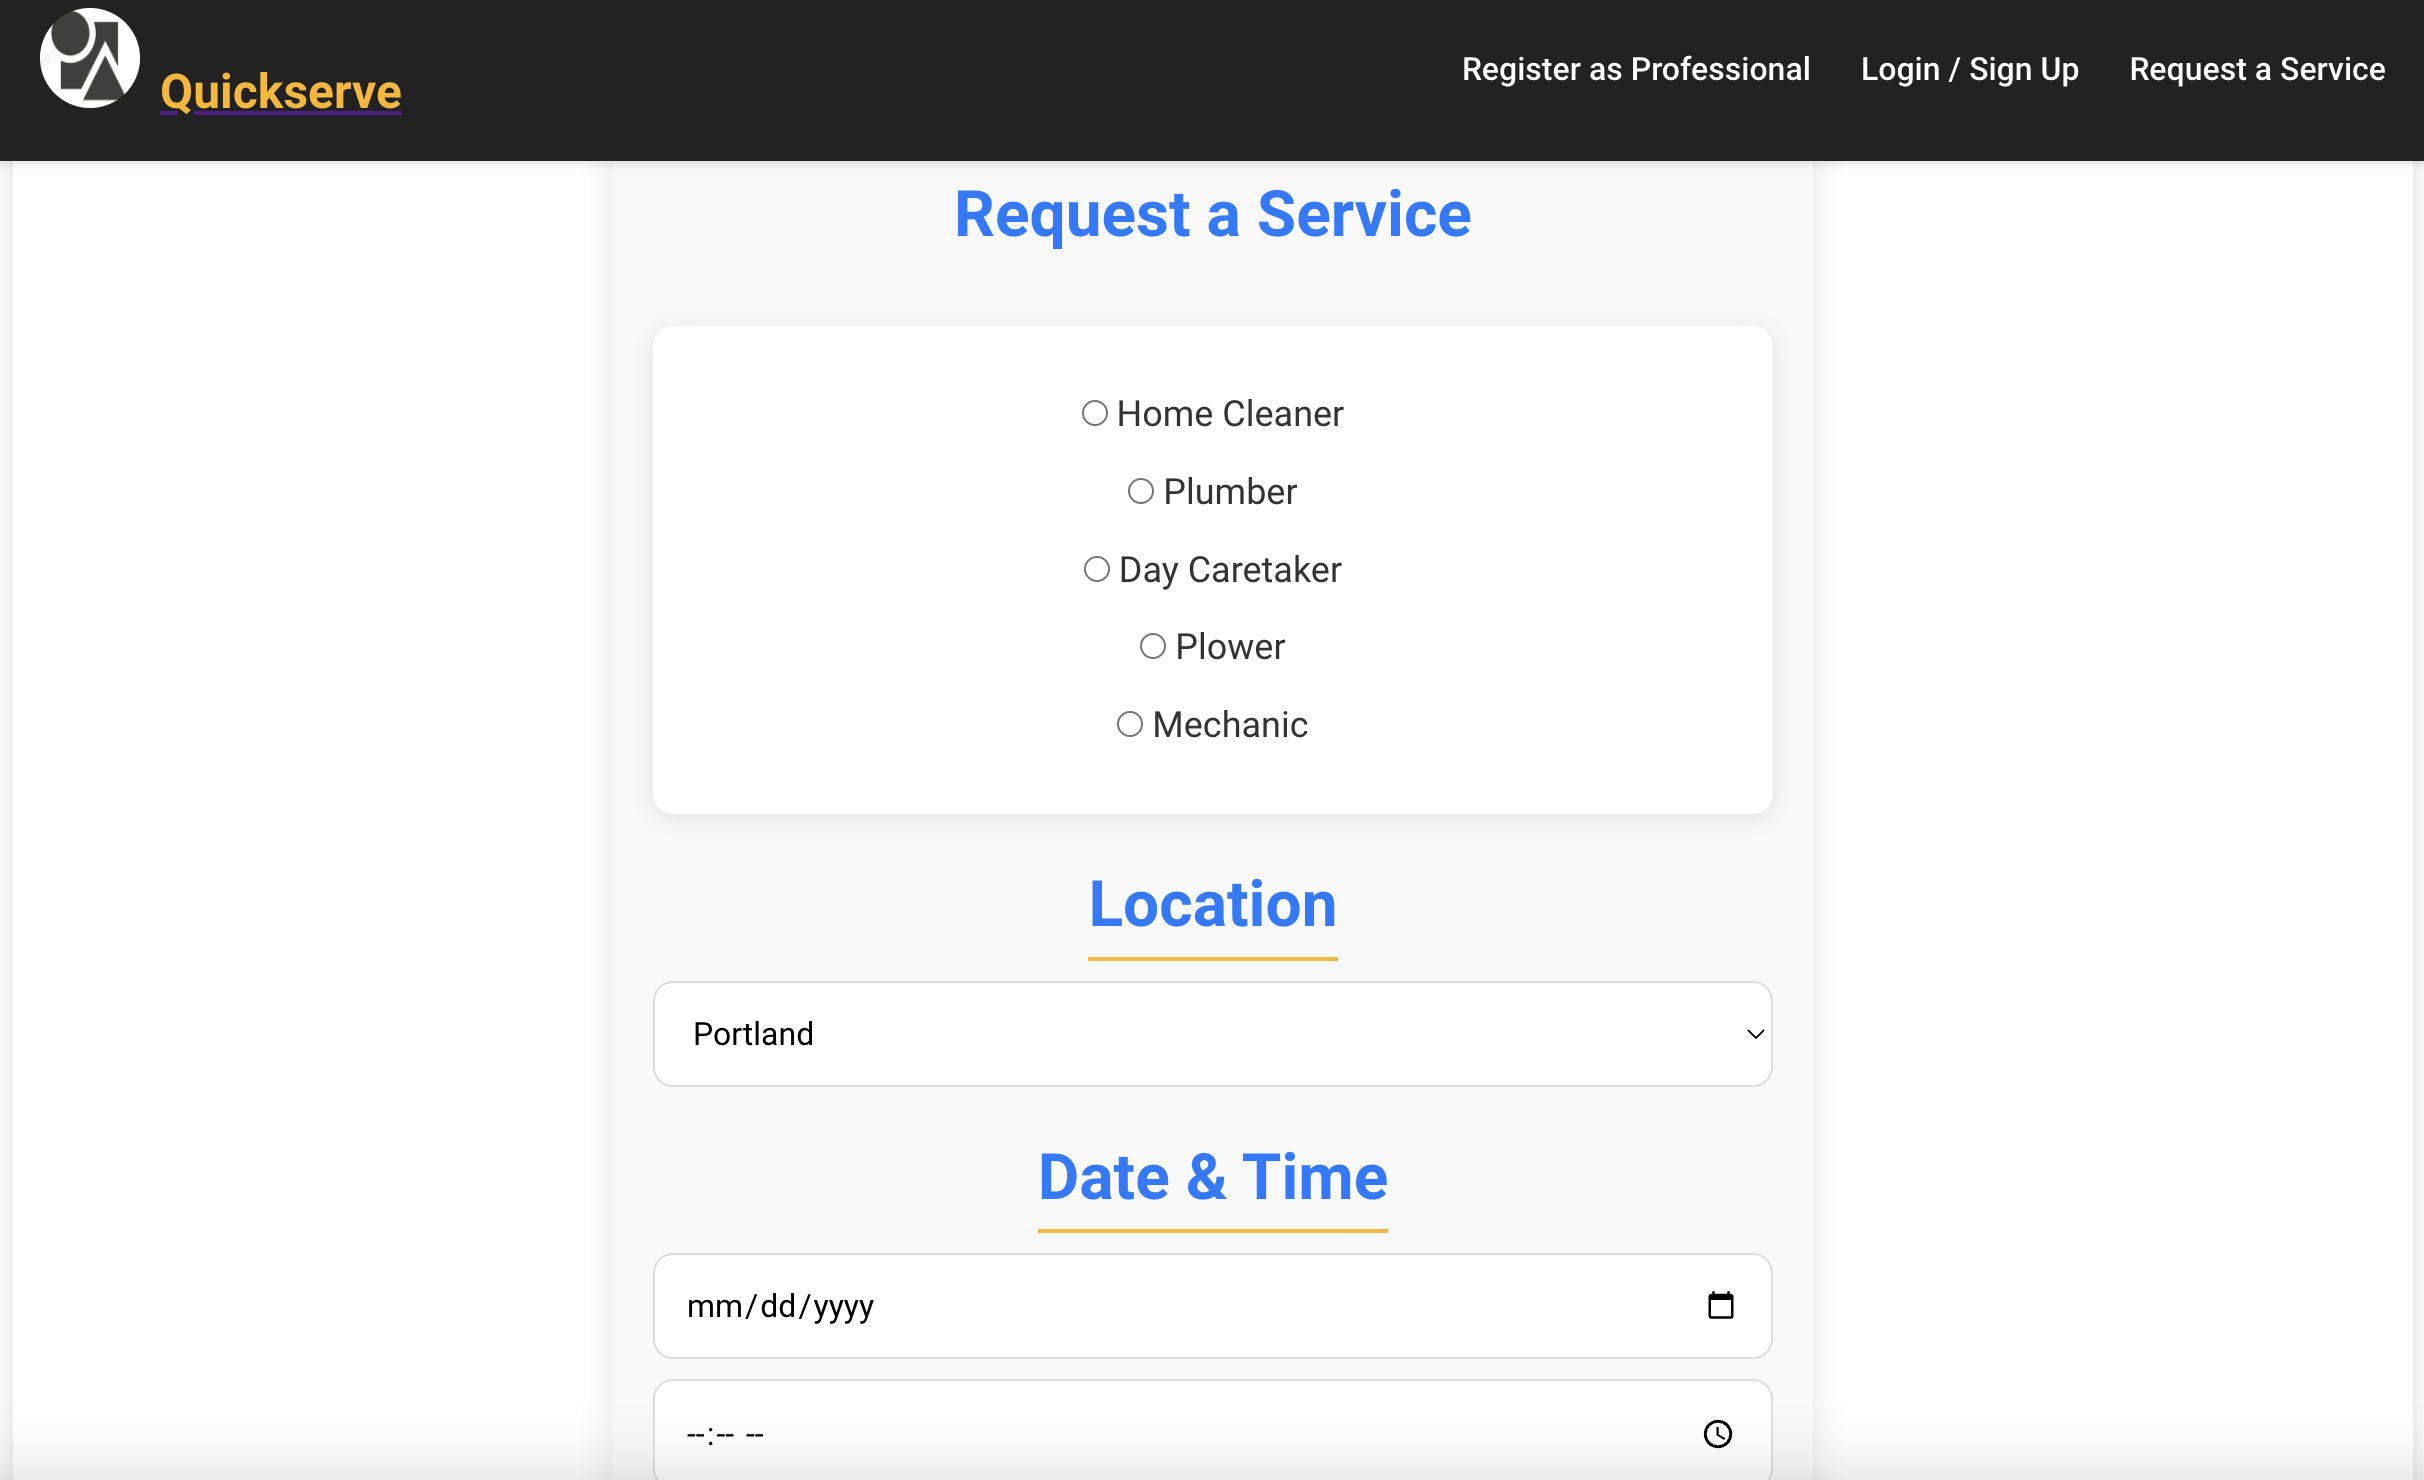 Quickserve
Register as Professional
Login / Sign Up
Request a Service
Request a Service
Home Cleaner
Plumber
Day Caretaker
Plower
Mechanic
Location
Portland
Date & Time
mm/dd/yyyy
--:-- --